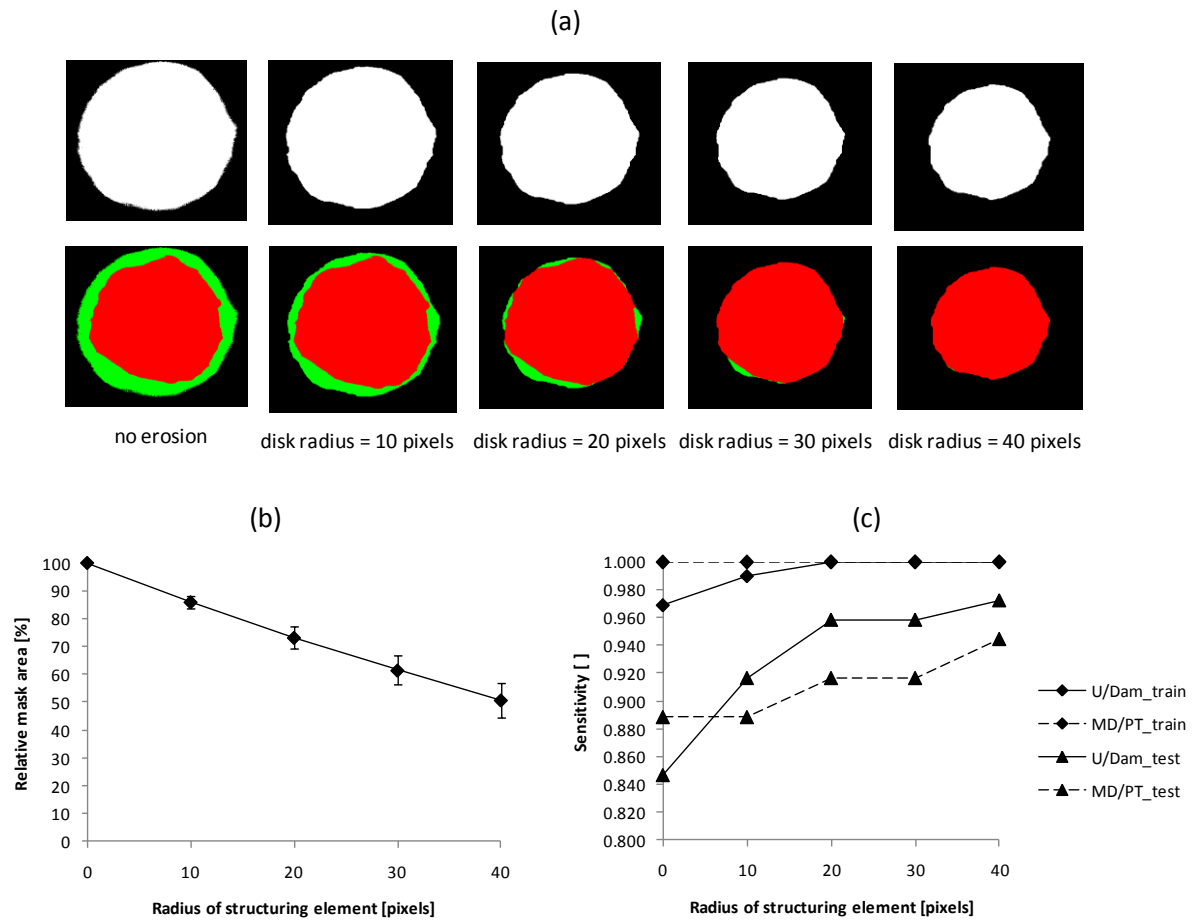 (a)
no erosion
disk radius = 10 pixels
disk radius = 20 pixels
disk radius = 30 pixels
disk radius = 40 pixels
(b)
Relative mask area [%]
100
90
80
70
60
50
40
30
20
10
0
0 10 20 30 40
Radius of structuring element [pixels]
(c)
Sensitivity [ ]
1.000
0.980
0.960
0.940
0.920
0.900
0.880
0.860
0.840
0.820
0.800
0 10 20 30 40
Radius of structuring element [pixels]
U/Dam_train
MD/PT_train
U/Dam_test
MD/PT_test